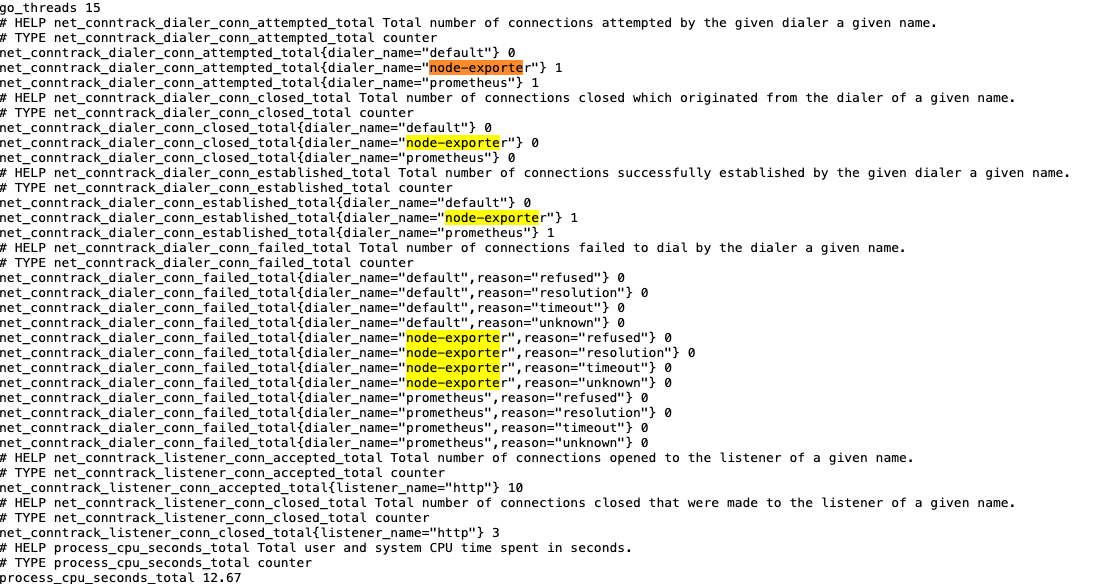 go_threads 15
# HELP net_conntrack_dialer_conn_attempted_total Total number of connections attempted by the given dialer a given name.
# TYPE net_conntrack_dialer_conn_attempted_total counter
net_conntrack_dialer_conn_attempted_total{dialer_name="default"} 0
net_conntrack_dialer_conn_attempted_total{dialer_name="node-exporter"} 1
net_conntrack_dialer_conn_attempted_total{dialer_name="prometheus"} 1
# HELP net_conntrack_dialer_conn_closed_total Total number of connections closed which originated from the dialer of a given name.
# TYPE net_conntrack_dialer_conn_closed_total counter
net_conntrack_dialer_conn_closed_total{dialer_name="default"} 0
net_conntrack_dialer_conn_closed_total{dialer_name="node-exporter"} 0
net_conntrack_dialer_conn_closed_total{dialer_name="prometheus"} 0
# HELP net_conntrack_dialer_conn_established_total Total number of connections successfully established by the given dialer a given name.
# TYPE net_conntrack_dialer_conn_established_total counter
net_conntrack_dialer_conn_established_total{dialer_name="default"} 0
net_conntrack_dialer_conn_established_total{dialer_name="node-exporter"} 1
net_conntrack_dialer_conn_established_total{dialer_name="prometheus"} 1
# HELP net_conntrack_dialer_conn_failed_total Total number of connections failed to dial by the dialer a given name.
# TYPE net_conntrack_dialer_conn_failed_total counter
net_conntrack_dialer_conn_failed_total{dialer_name="default",reason="refused"} 0
net_conntrack_dialer_conn_failed_total{dialer_name="default",reason="resolution"} 0
net_conntrack_dialer_conn_failed_total{dialer_name="default",reason="timeout"} 0
net_conntrack_dialer_conn_failed_total{dialer_name="default",reason="unknown"} 0
net_conntrack_dialer_conn_failed_total{dialer_name="node-exporter",reason="refused"} 0
net_conntrack_dialer_conn_failed_total{dialer_name="node-exporter",reason="resolution"} 0
net_conntrack_dialer_conn_failed_total{dialer_name="node-exporter",reason="timeout"} 0
net_conntrack_dialer_conn_failed_total{dialer_name="node-exporter",reason="unknown"} 0
net_conntrack_dialer_conn_failed_total{dialer_name="prometheus",reason="refused"} 0
net_conntrack_dialer_conn_failed_total{dialer_name="prometheus",reason="resolution"} 0
net_conntrack_dialer_conn_failed_total{dialer_name="prometheus",reason="timeout"} 0
net_conntrack_dialer_conn_failed_total{dialer_name="prometheus",reason="unknown"} 0
# HELP net_conntrack_listener_conn_accepted_total Total number of connections opened to the listener of a given name.
# TYPE net_conntrack_listener_conn_accepted_total counter
net_conntrack_listener_conn_accepted_total{listener_name="http"} 10
# HELP net_conntrack_listener_conn_closed_total Total number of connections closed that were made to the listener of a given name.
# TYPE net_conntrack_listener_conn_closed_total counter
net_conntrack_listener_conn_closed_total{listener_name="http"} 3
# HELP process_cpu_seconds_total Total user and system CPU time spent in seconds.
# TYPE process_cpu_seconds_total counter
process_cpu_seconds_total 12.67